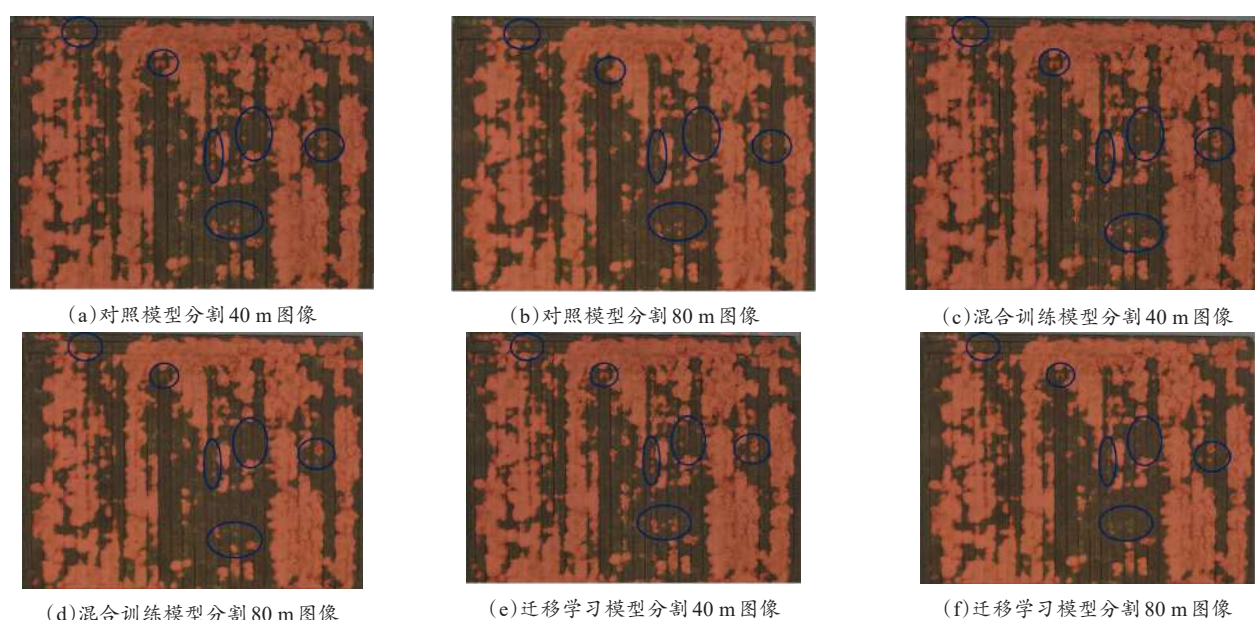 (a)对照模型分割40 m图像
(b)对照模型分割80 m图像
(c)混合训练模型分割40 m图像
(d)混合训练模型分割80 m图像
(e)迁移学习模型分割40 m图像
(f)迁移学习模型分割80 m图像